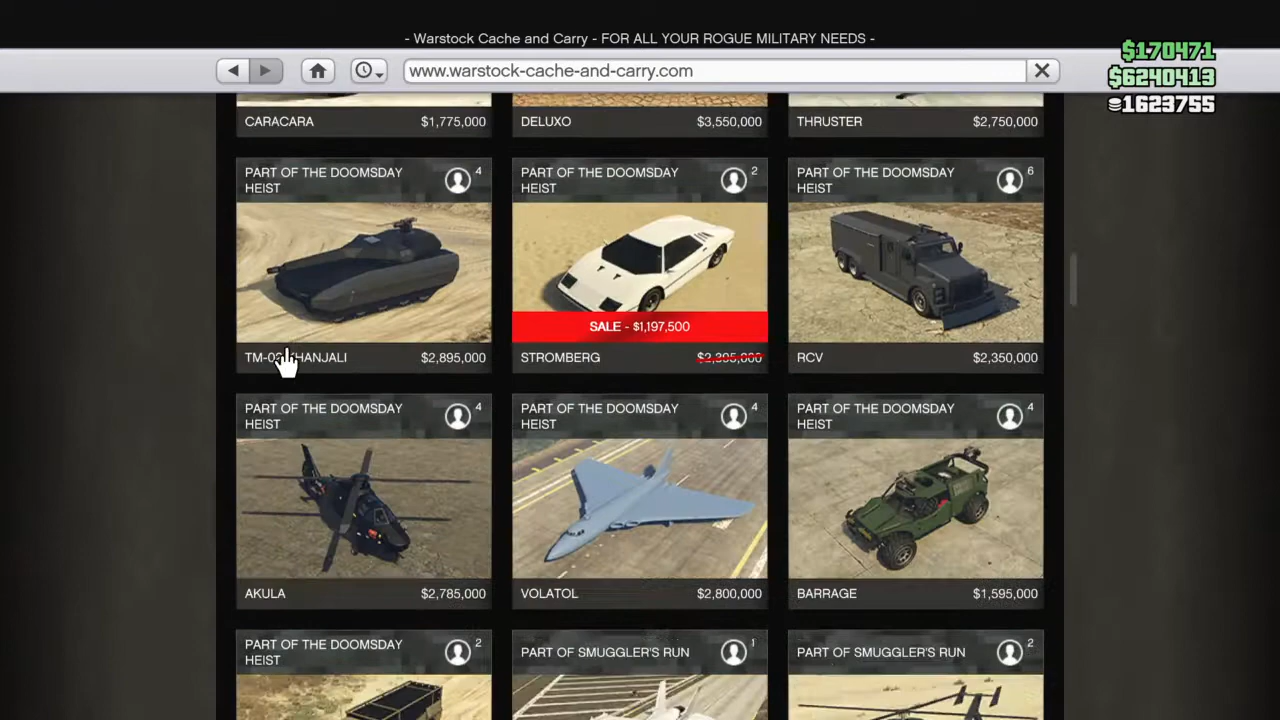 - Warstock Cache and Carry - FOR ALL YOUR ROGUE MILITARY NEEDS -
$170471
www.warstock-cache-and-carry.com
$6240413
1623755
CARACARA $1,775,000
DELUXO $3,550,000
THRUSTER $2,750,000
PART OF THE DOOMSDAY
HEIST
4
PART OF THE DOOMSDAY
HEIST
2
PART OF THE DOOMSDAY
HEIST
6
SALE - $1,197,500
HANJALI $2,895,000
STROMBERG $2,395,000
RCV $2,350,000
PART OF THE DOOMSDAY
HEIST
4
PART OF THE DOOMSDAY
HEIST
4
PART OF THE DOOMSDAY
HEIST
4
AKULA $2,785,000
VOLATOL $2,800,000
BARRAGE $1,595,000
PART OF THE DOOMSDAY
HEIST
2
PART OF SMUGGLER'S RUN 1
PART OF SMUGGLER'S RUN 2